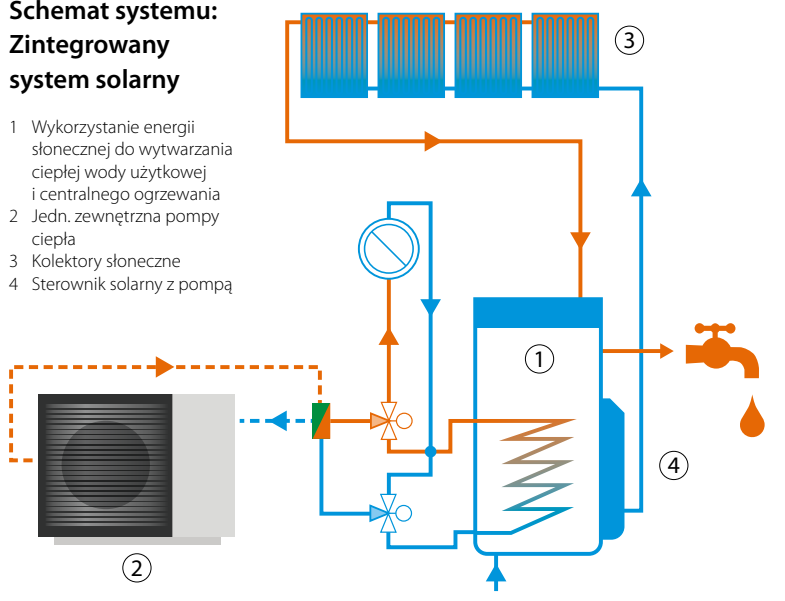 Schemat systemu:
Zintegrowany
system solarny
1 Wykorzystanie energii
słonecznej do wytwarzania
ciepłej wody użytkowej
i centralnego ogrzewania
2 Jedn. zewnętrzna pompy
ciepła
3 Kolektory słoneczne
4 Sterownik solarny z pompą
3
1
4
2